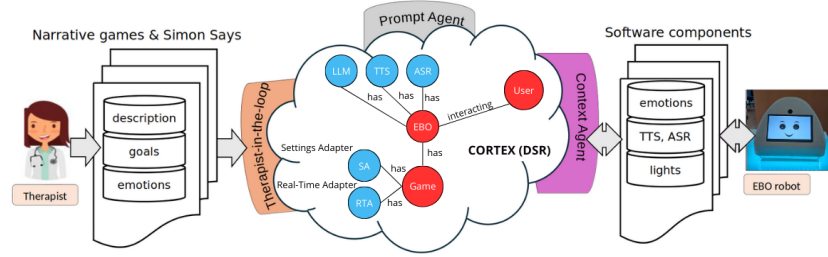 Narrative games & Simon Says
description
goals
emotions
Therapist
Therapist-in-the-loop
Prompt Agent
LLM
TTS
ASR
has
has
has
User
interacting
EBO
has
CORTEX (DSR)
Settings Adapter
SA
has
Real-Time Adapter
RTA
has
Game
Context Agent
Software components
emotions
TTS, ASR
lights
EBO robot